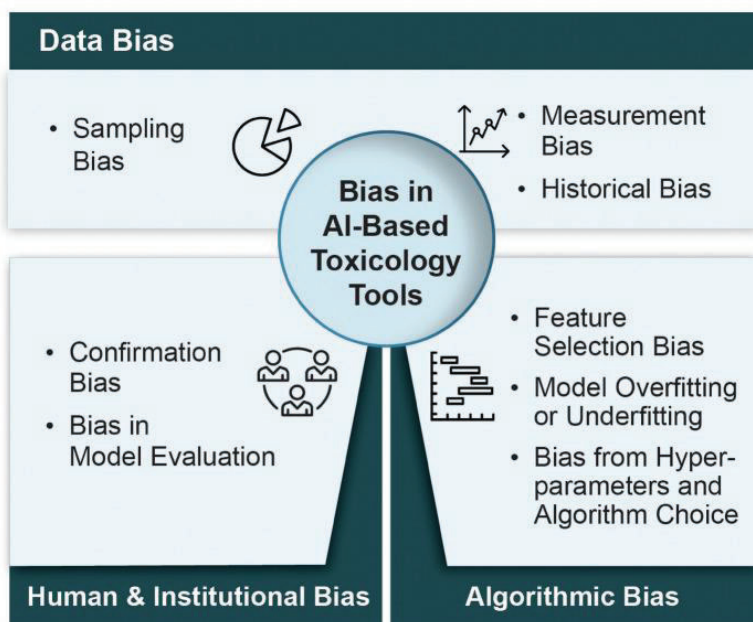 Data Bias
• Sampling
Bias
• Measurement
Bias
• Historical Bias
Bias in
AI-Based
Toxicology
Tools
• Confirmation
Bias
• Bias in
Model Evaluation
• Feature
Selection Bias
• Model Overfitting
or Underfitting
• Bias from Hyper-
parameters and
Algorithm Choice
Human & Institutional Bias
Algorithmic Bias